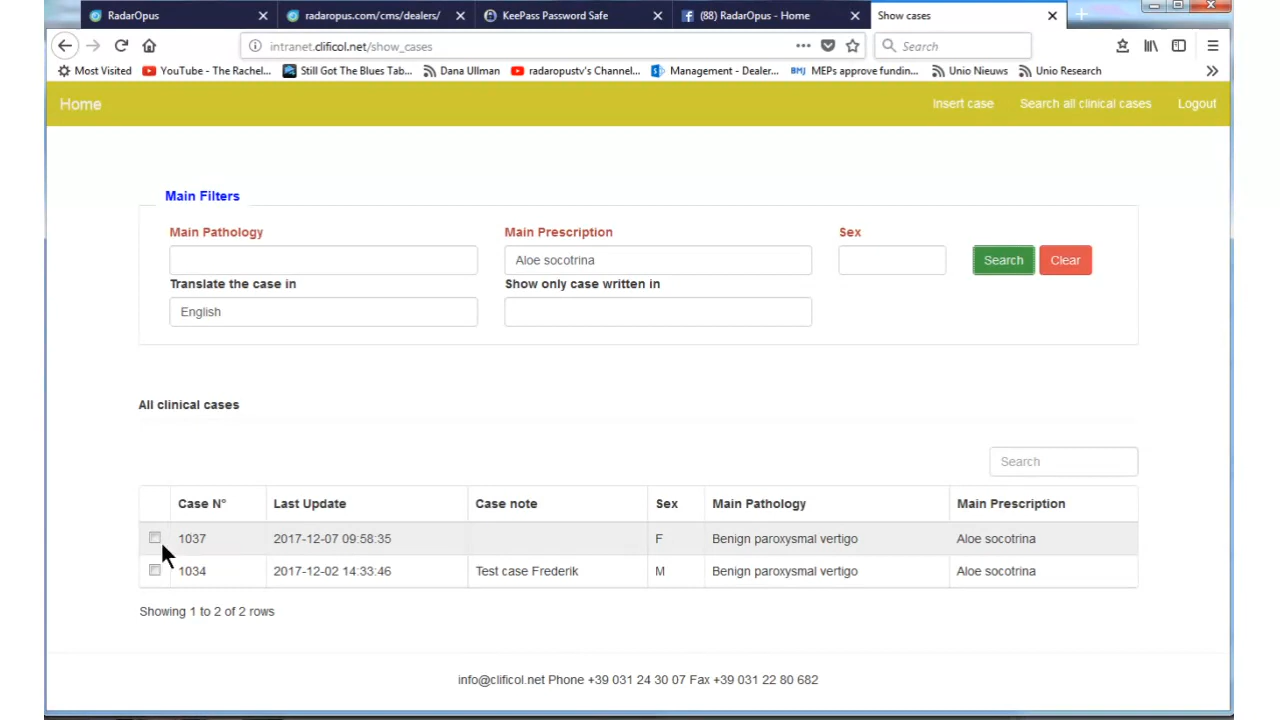 RadarOpus
radaropus.com/cms/dealers/
KeePass Password Safe
(88) RadarOpus - Home
Show cases
intranet.clificol.net/show_cases
Search
Most Visited
YouTube - The Rachel...
Still Got The Blues Tab...
Dana Ullman
radaropustv's Channel...
Management - Dealer...
BMJ MEPs approve fundin...
Unio Nieuws
Unio Research
Home
Insert case
Search all clinical cases
Logout
Main Filters
Main Pathology
Main Prescription
Sex
Aloe socotrina
Search
Clear
Translate the case in
Show only case written in
English
All clinical cases
Search
Case N° Last Update Case note Sex Main Pathology Main Prescription
1037 2017-12-07 09:58:35 F Benign paroxysmal vertigo Aloe socotrina
1034 2017-12-02 14:33:46 Test case Frederik M Benign paroxysmal vertigo Aloe socotrina
Showing 1 to 2 of 2 rows
info@clificol.net Phone +39 031 24 30 07 Fax +39 031 22 80 682